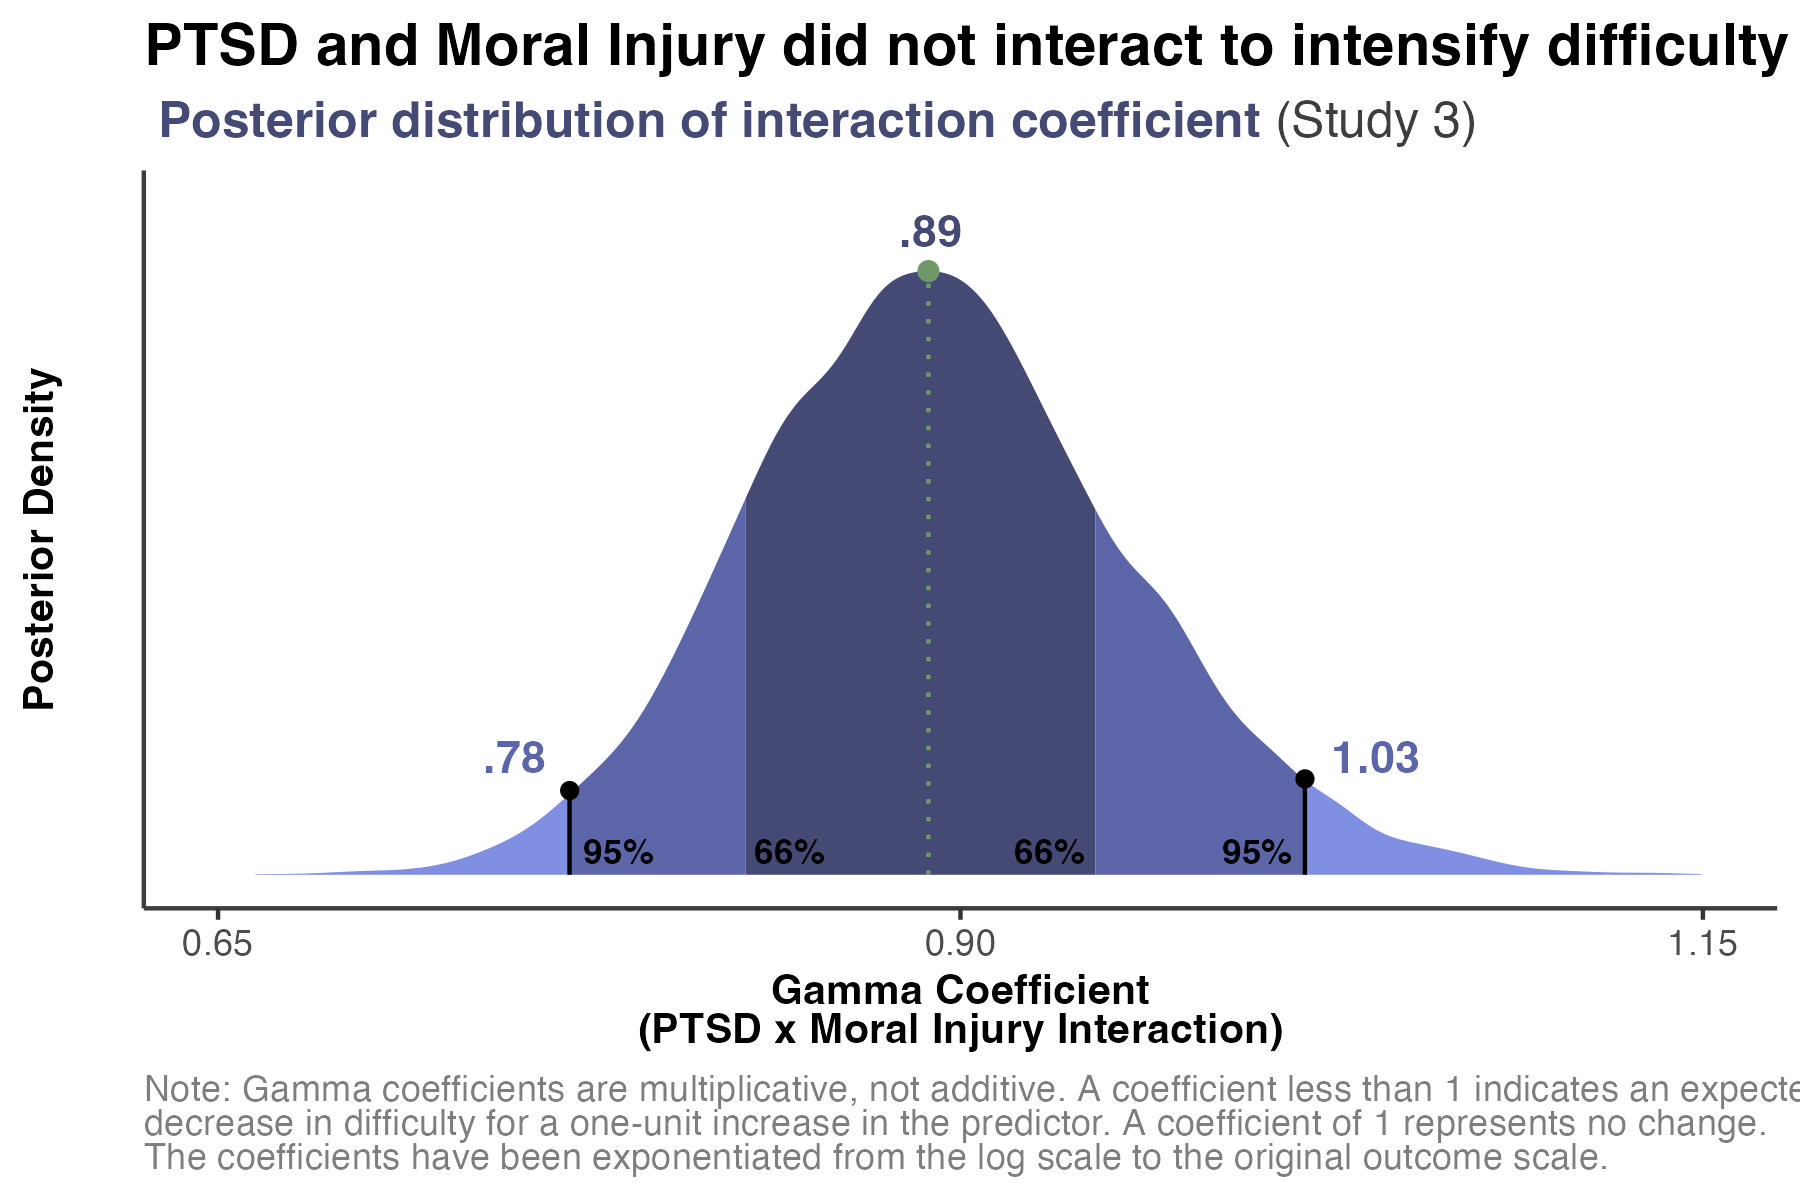 PTSD and Moral Injury did not interact to intensify difficulty
Posterior distribution of interaction coefficient (Study 3)
.89
Posterior Density
.78
1.03
95%
66%
66%
95%
0.65
0.90
1.15
Gamma Coefficient
(PTSD x Moral Injury Interaction)
Note: Gamma coefficients are multiplicative, not additive. A coefficient less than 1 indicates an expecte
decrease in difficulty for a one-unit increase in the predictor. A coefficient of 1 represents no change.
The coefficients have been exponentiated from the log scale to the original outcome scale.